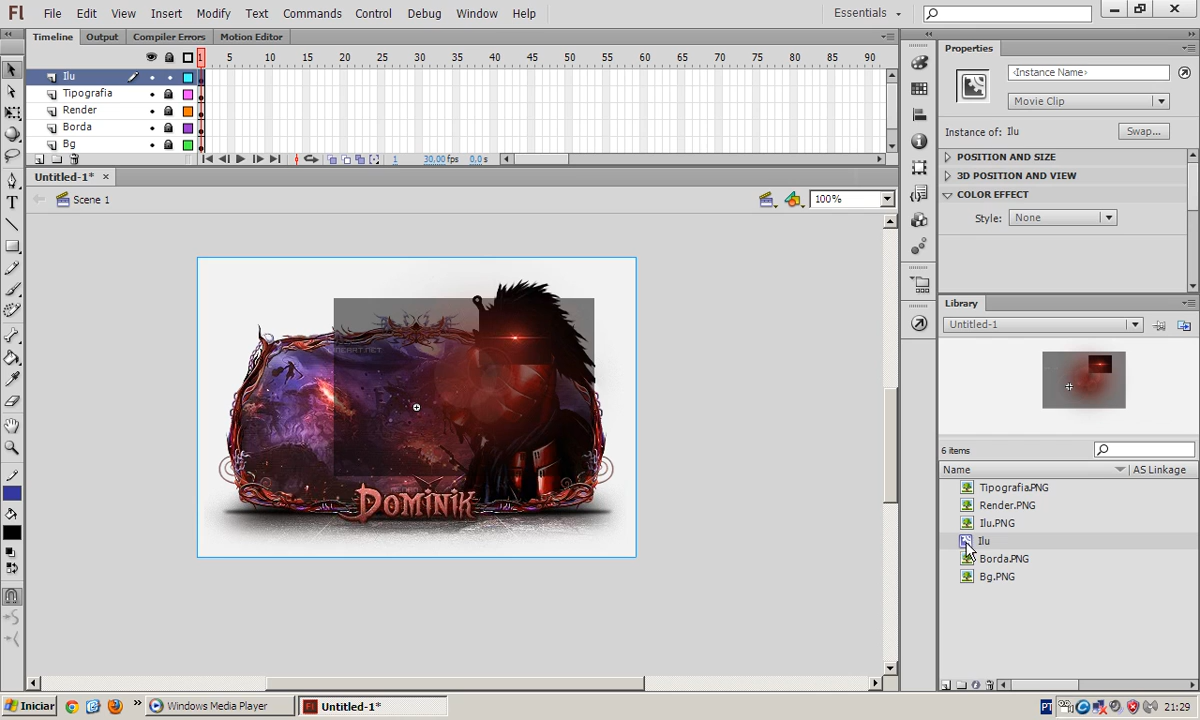 Fl File Edit View Insert Modify Text Commands Control Debug Window Help
Essentials
Timeline Output Compiler Errors Motion Editor
1 5 10 15 20 25 30 35 40 45 50 55 60 65 70 75 80 85 90
Ilu
Tipografia
Render
Borda
Bg
1 30,00 fps 0,0 s
Untitled-1*
Scene 1
100%
DOMINIK
Properties
<Instance Name>
Movie Clip
Instance of: Ilu Swap...
POSITION AND SIZE
3D POSITION AND VIEW
COLOR EFFECT
Style: None
Library
Untitled-1
6 items
Name AS Linkage
Tipografia.PNG
Render.PNG
Ilu.PNG
Ilu
Borda.PNG
Bg.PNG
Iniciar Windows Media Player Fl Untitled-1* PT 21:29